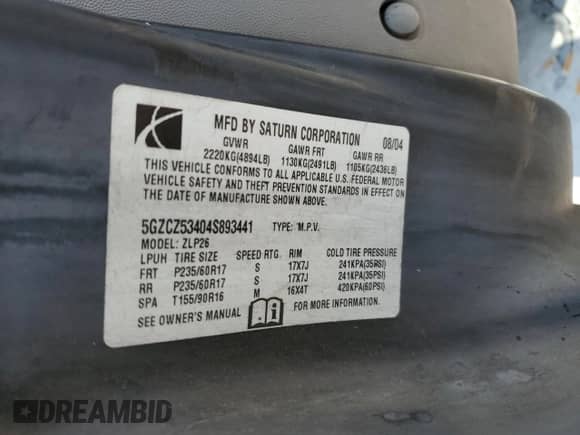 MFD BY SATURN CORPORATION 08/04
GVWR GAWR FRT GAWR RR
2220KG(4894LB) 1130KG(2491LB) 1105KG(2436LB)
THIS VEHICLE CONFORMS TO ALL APPLICABLE U.S. FEDERAL MOTOR
VEHICLE SAFETY AND THEFT PREVENTION STANDARDS IN EFFECT ON
THE DATE OF MANUFACTURE SHOWN ABOVE.
5GZCZ53404S893441 TYPE: M.P.V.
MODEL: ZLP26
LPUH TIRE SIZE SPEED RTG. RIM COLD TIRE PRESSURE
FRT P235/60R17 S 17X7J 241KPA(35PSI)
RR P235/60R17 S 17X7J 241KPA(35PSI)
SPA T155/90R16 M 16X4T 420KPA(60PSI)
SEE OWNER'S MANUAL FOR MORE INFORMATION.
DREAMBID